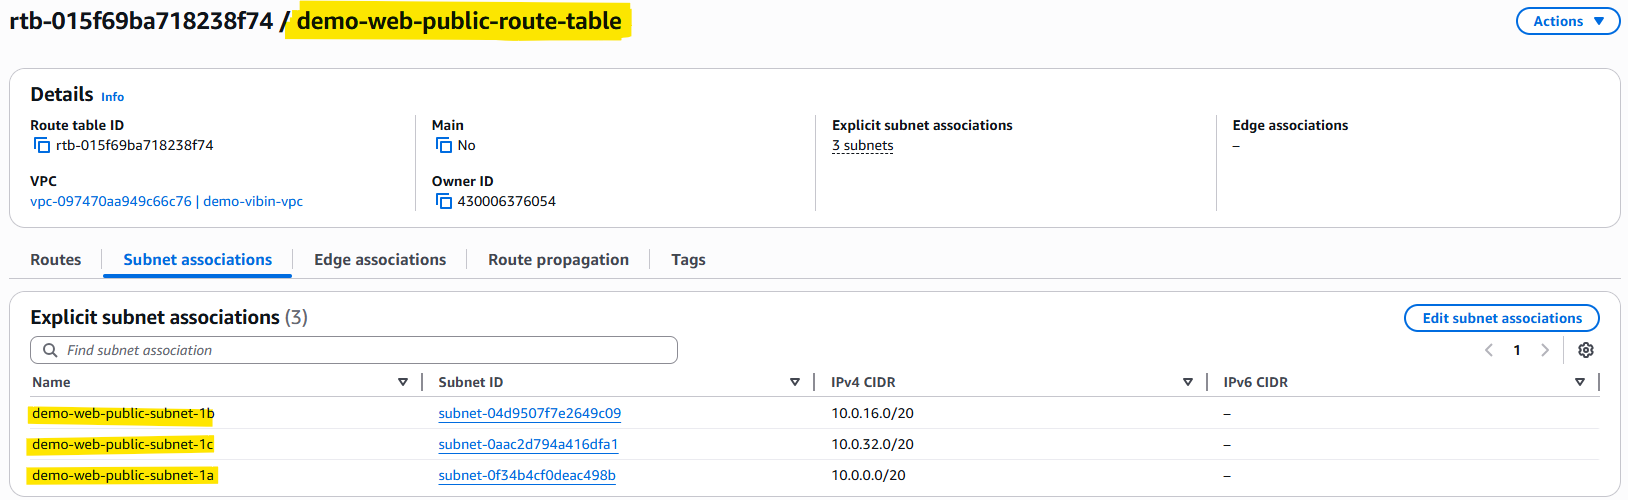 rtb-015f69ba718238f74 / demo-web-public-route-table
Actions
Details Info
Route table ID
rtb-015f69ba718238f74
Main
No
Explicit subnet associations
3 subnets
Edge associations
–
VPC
vpc-097470aa949c66c76 | demo-vibin-vpc
Owner ID
430006376054
Routes Subnet associations Edge associations Route propagation Tags
Explicit subnet associations (3)
Edit subnet associations
Find subnet association
1
Name Subnet ID IPv4 CIDR IPv6 CIDR
demo-web-public-subnet-1b subnet-04d9507f7e2649c09 10.0.16.0/20 –
demo-web-public-subnet-1c subnet-0aac2d794a416dfa1 10.0.32.0/20 –
demo-web-public-subnet-1a subnet-0f34b4cf0deac498b 10.0.0.0/20 –